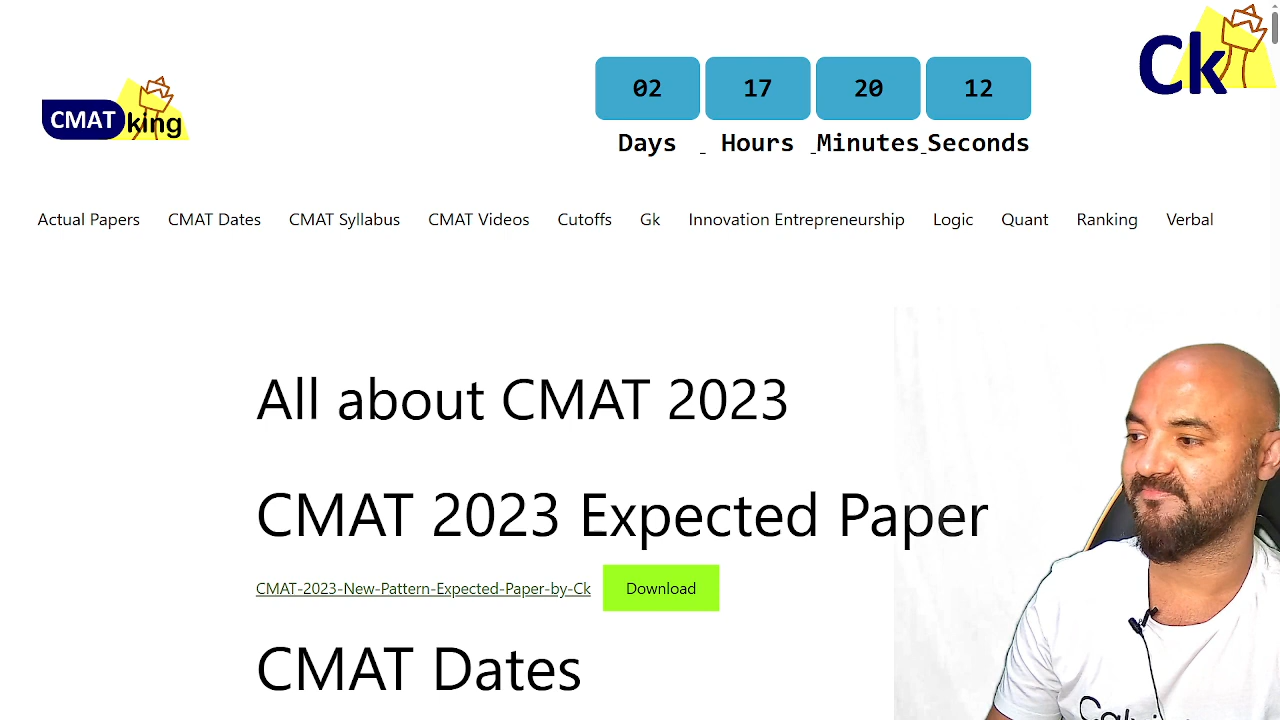 Ck
02 17 20 12
CMAT king
Days - Hours - Minutes - Seconds
Actual Papers CMAT Dates CMAT Syllabus CMAT Videos Cutoffs Gk Innovation Entrepreneurship Logic Quant Ranking Verbal
All about CMAT 2023
CMAT 2023 Expected Paper
CMAT-2023-New-Pattern-Expected-Paper-by-Ck Download
CMAT Dates